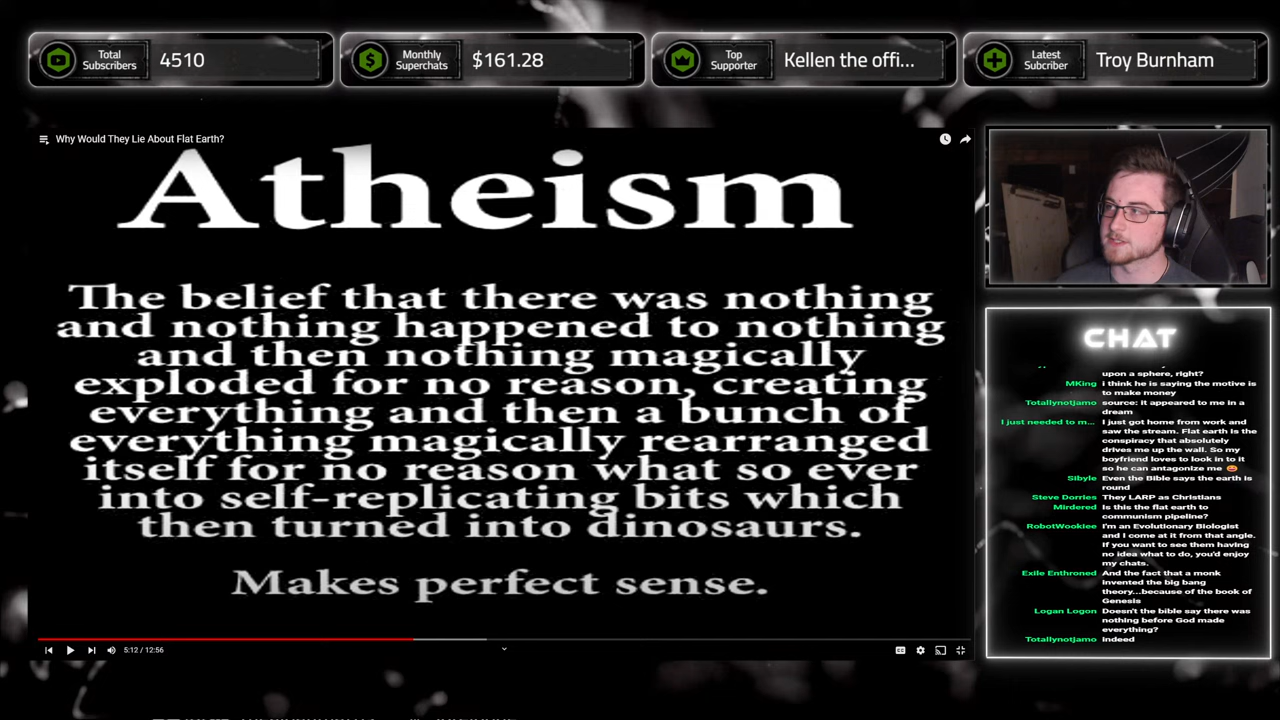 Total
Subscribers
4510
Monthly
Superchats
$161.28
Top
Supporter
Kellen the offi...
Latest
Subcriber
Troy Burnham
Why Would They Lie About Flat Earth?
Atheism
The belief that there was nothing
and nothing happened to nothing
and then nothing magically
exploded for no reason, creating
everything and then a bunch of
everything magically rearranged
itself for no reason what so ever
into self-replicating bits which
then turned into dinosaurs.
Makes perfect sense.
5:12 / 12:56
CHAT
upon a sphere, right?
MKing i think he is saying the motive is
to make money
Totallynotjamo source: it appeared to me in a
dream
I just needed to m... I just got home from work and
saw the stream. Flat earth is the
conspiracy that absolutely
drives me up the wall. So my
boyfriend loves to look in to it
so he can antagonize me
Sibyle Even the Bible says the earth is
round
Steve Dorries They LARP as Christians
Mirdered Is this the flat earth to
communism pipeline?
RobotWookiee I'm an Evolutionary Biologist
and I come at it from that angle.
If you want to see them having
no idea what to do, you'd enjoy
my chats.
Exile Enthroned And the fact that a monk
invented the big bang
theory...because of the book of
Genesis
Logan Logon Doesn't the bible say there was
nothing before God made
everything?
Totallynotjamo indeed